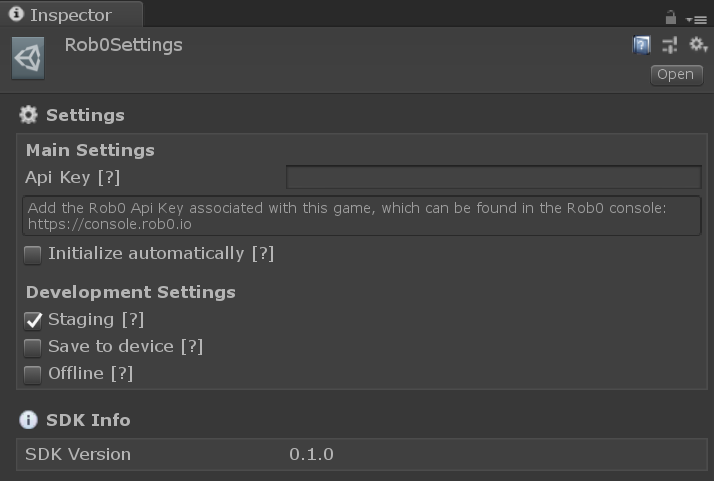 Inspector
Rob0Settings
Open
Settings
Main Settings
Api Key [?]
Add the Rob0 Api Key associated with this game, which can be found in the Rob0 console:
https://console.rob0.io
Initialize automatically [?]
Development Settings
Staging [?]
Save to device [?]
Offline [?]
SDK Info
SDK Version 0.1.0